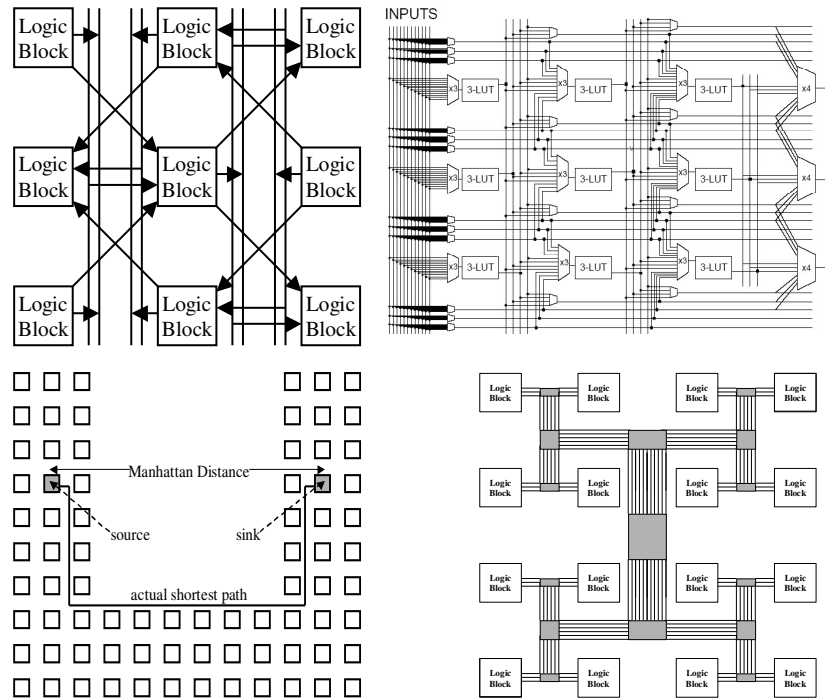 Logic
Block
Logic
Block
Logic
Block
Logic
Block
Logic
Block
Logic
Block
Logic
Block
Logic
Block
Logic
Block
INPUTS
x3
3-LUT
x3
3-LUT
x3
3-LUT
x4
x3
3-LUT
x3
3-LUT
x3
3-LUT
x4
x3
3-LUT
x3
3-LUT
x3
3-LUT
x4
Manhattan Distance
source
sink
actual shortest path
Logic
Block
Logic
Block
Logic
Block
Logic
Block
Logic
Block
Logic
Block
Logic
Block
Logic
Block
Logic
Block
Logic
Block
Logic
Block
Logic
Block
Logic
Block
Logic
Block
Logic
Block
Logic
Block